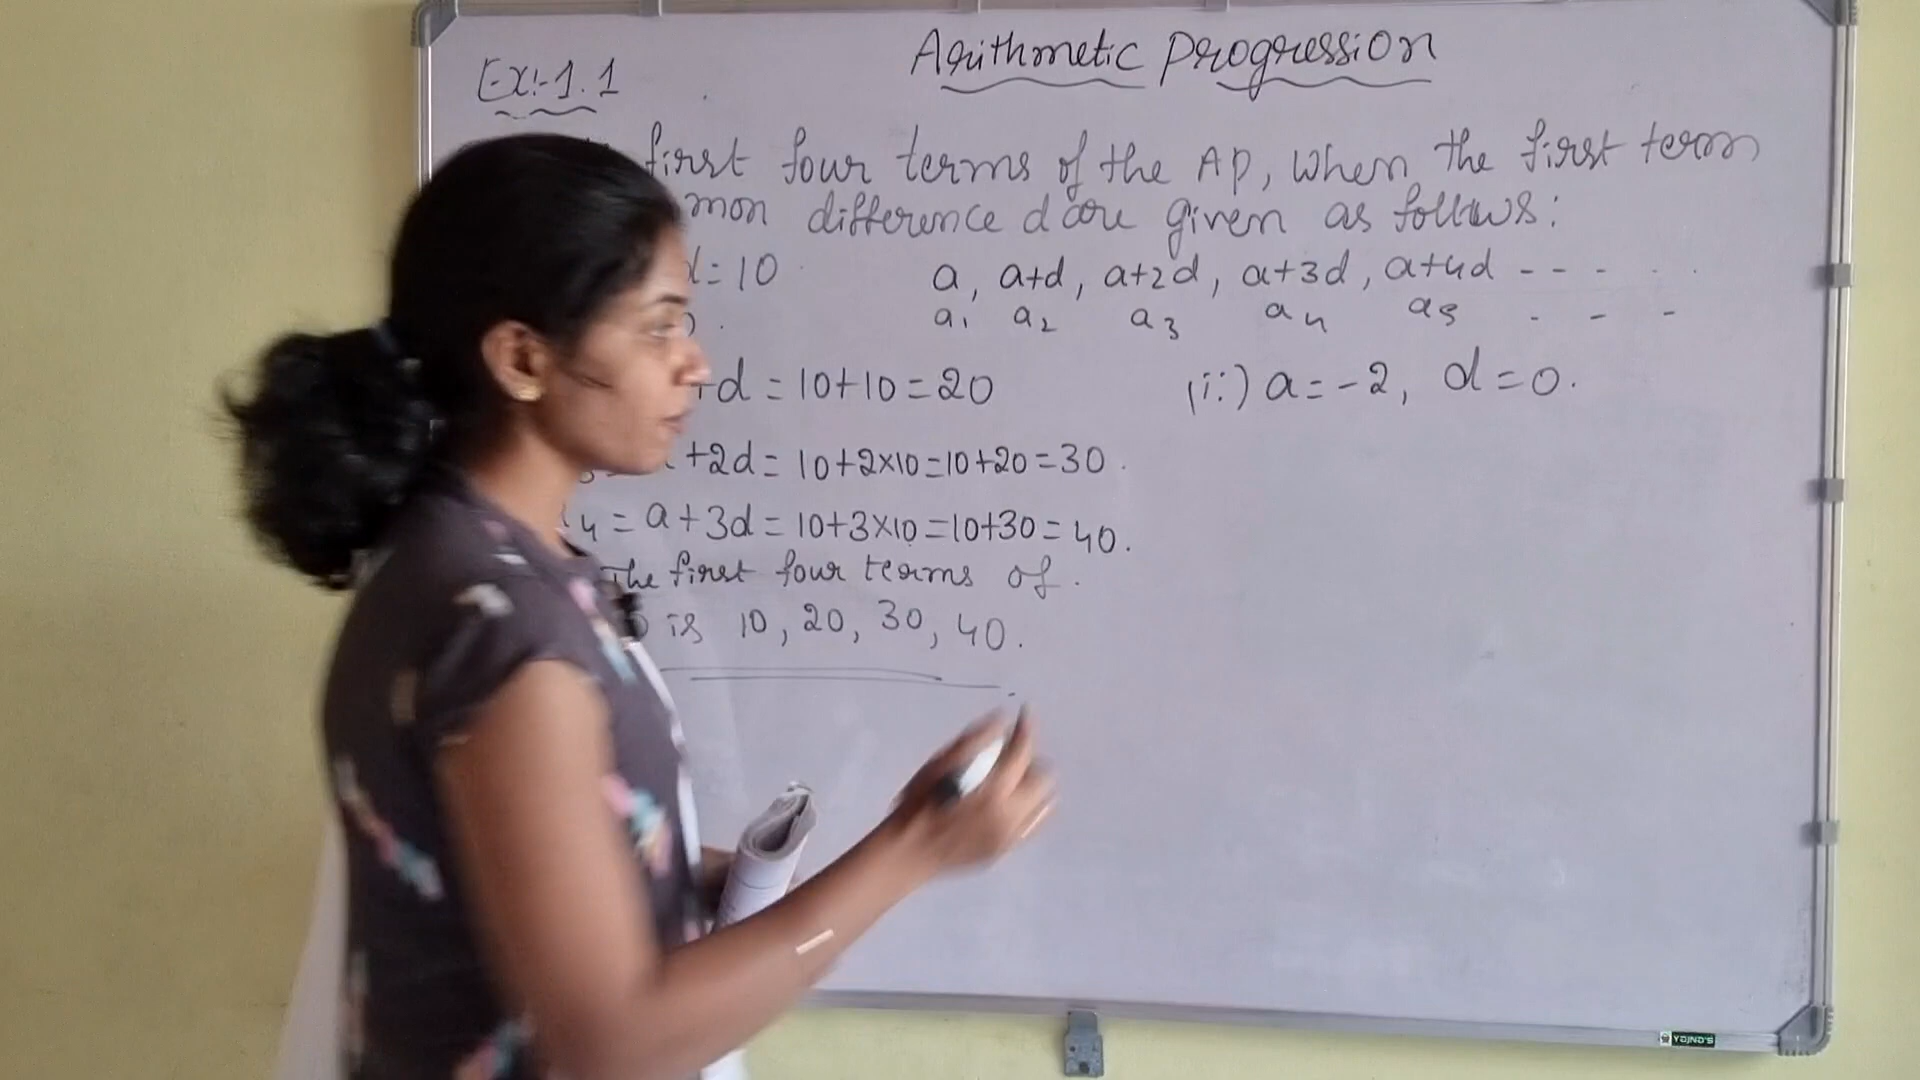 Arithmetic Progression
Ex:-1.1
first four terms of the AP, when the first term
mon difference d are given as follows:
d=10
a, a+d, a+2d, a+3d, a+4d - - - . .
a1 a2 a3 a4 a5 . - -
+d = 10+10 = 20
(ii) a=-2, d=0.
+2d = 10+2×10=10+20=30.
4 = a+3d = 10+3×10=10+30=40.
The first four terms of.
is 10, 20, 30, 40.
YAJNA'S